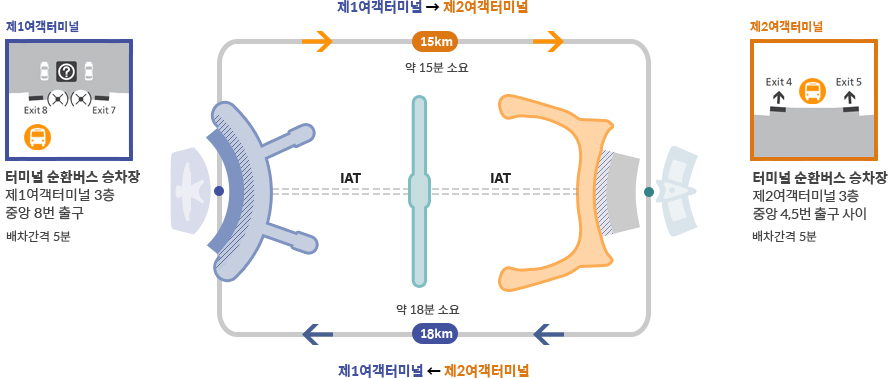 제1여객터미널 → 제2여객터미널
제1여객터미널
Exit 8
Exit 7
터미널 순환버스 승차장
제1여객터미널 3층
중앙 8번 출구
배차간격 5분
15km
약 15분 소요
IAT
IAT
약 18분 소요
18km
제1여객터미널 ← 제2여객터미널
제2여객터미널
Exit 4
Exit 5
터미널 순환버스 승차장
제2여객터미널 3층
중앙 4,5번 출구 사이
배차간격 5분